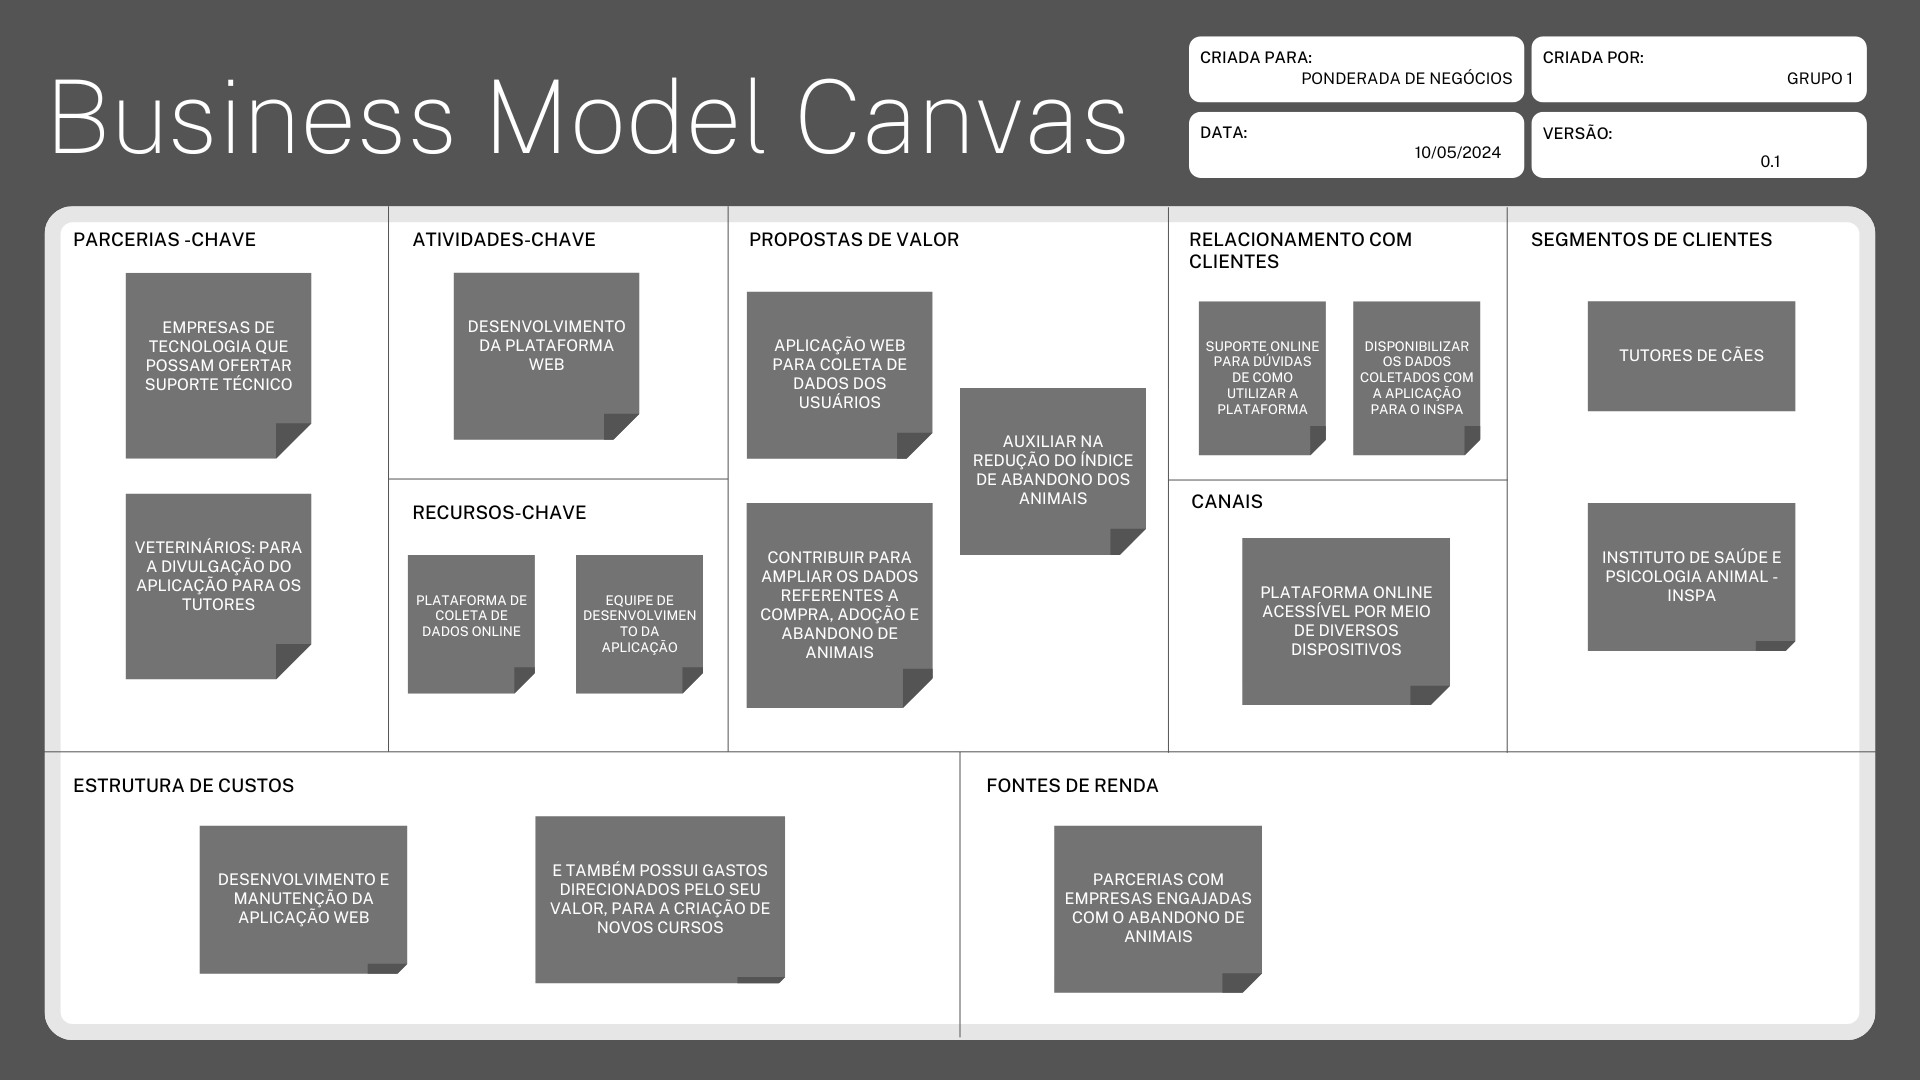 Business Model Canvas
CRIADA PARA:
PONDERADA DE NEGÓCIOS
CRIADA POR:
GRUPO 1
DATA:
10/05/2024
VERSÃO:
0.1
PARCERIAS -CHAVE
EMPRESAS DE
TECNOLOGIA QUE
POSSAM OFERTAR
SUPORTE TÉCNICO
VETERINÁRIOS: PARA
A DIVULGAÇÃO DO
APLICAÇÃO PARA OS
TUTORES
ATIVIDADES-CHAVE
DESENVOLVIMENTO
DA PLATAFORMA
WEB
RECURSOS-CHAVE
PLATAFORMA DE
COLETA DE
DADOS ONLINE
EQUIPE DE
DESENVOLVIMEN
TO DA
APLICAÇÃO
PROPOSTAS DE VALOR
APLICAÇÃO WEB
PARA COLETA DE
DADOS DOS
USUÁRIOS
AUXILIAR NA
REDUÇÃO DO ÍNDICE
DE ABANDONO DOS
ANIMAIS
CONTRIBUIR PARA
AMPLIAR OS DADOS
REFERENTES A
COMPRA, ADOÇÃO E
ABANDONO DE
ANIMAIS
RELACIONAMENTO COM
CLIENTES
SUPORTE ONLINE
PARA DÚVIDAS
DE COMO
UTILIZAR A
PLATAFORMA
DISPONIBILIZAR
OS DADOS
COLETADOS COM
A APLICAÇÃO
PARA O INSPA
CANAIS
PLATAFORMA ONLINE
ACESSÍVEL POR MEIO
DE DIVERSOS
DISPOSITIVOS
SEGMENTOS DE CLIENTES
TUTORES DE CÃES
INSTITUTO DE SAÚDE E
PSICOLOGIA ANIMAL -
INSPA
ESTRUTURA DE CUSTOS
DESENVOLVIMENTO E
MANUTENÇÃO DA
APLICAÇÃO WEB
E TAMBÉM POSSUI GASTOS
DIRECIONADOS PELO SEU
VALOR, PARA A CRIAÇÃO DE
NOVOS CURSOS
FONTES DE RENDA
PARCERIAS COM
EMPRESAS ENGAJADAS
COM O ABANDONO DE
ANIMAIS